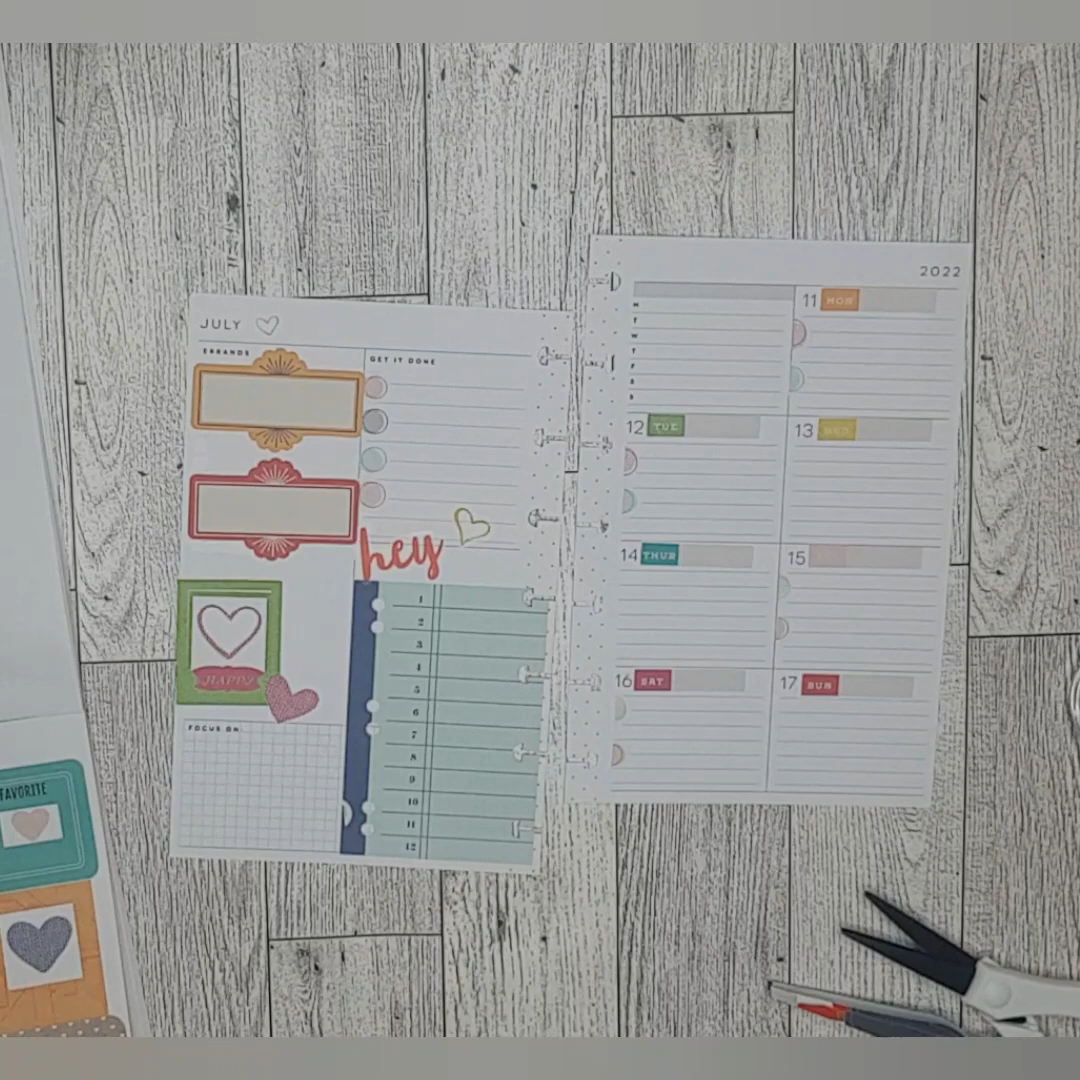 JULY
ERRANDS
GET IT DONE
hey
HAPPY
FOCUS ON:
1
2
3
4
5
6
7
8
9
10
11
12
2022
M
T
W
T
F
S
S
11 MON
12 TUE
13 WED
14 THUR
15
16 SAT
17 SUN
FAVORITE